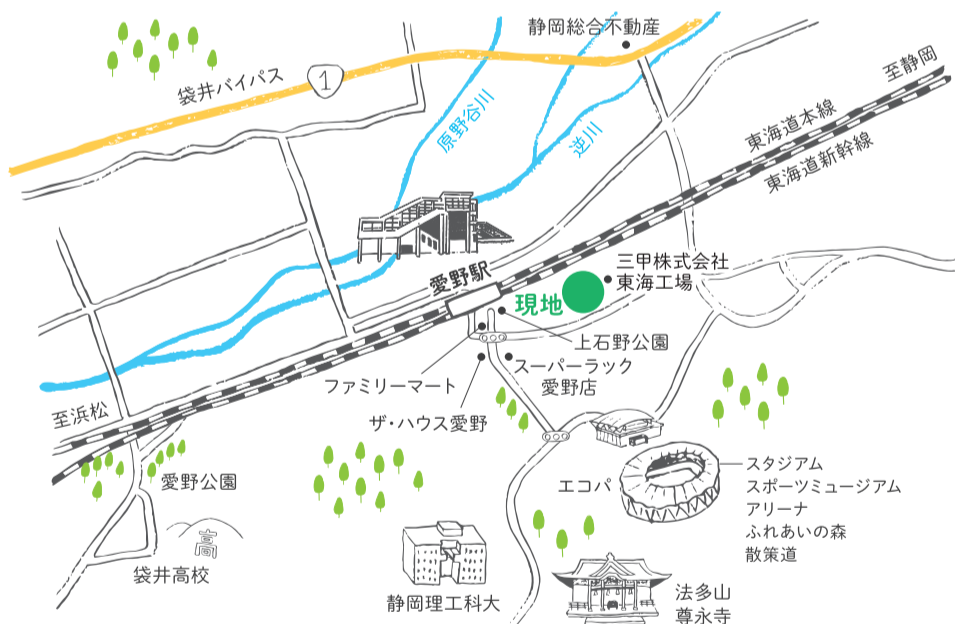 静岡総合不動産
袋井バイパス
1
原野谷川
逆川
至静岡
東海道本線
東海道新幹線
愛野駅
現地
三甲株式会社
東海工場
上石野公園
ファミリーマート
スーパーラック
愛野店
ザ・ハウス愛野
至浜松
愛野公園
高
袋井高校
エコパ
スタジアム
スポーツミュージアム
アリーナ
ふれあいの森
散策道
静岡理工科大
法多山
尊永寺